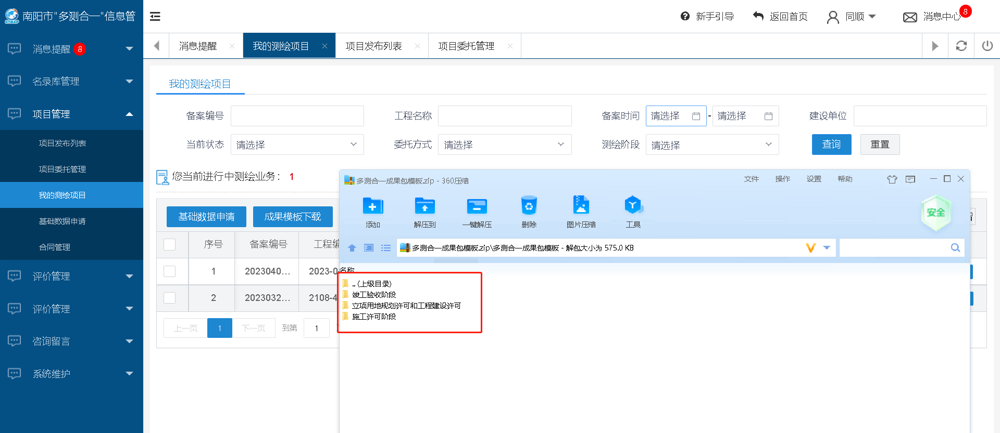 南阳市"多测合一"信息管
新手引导
返回首页
同顺
消息中心
8
消息提醒
我的测绘项目
项目发布列表
项目委托管理
消息提醒 8
名录库管理
项目管理
项目发布列表
项目委托管理
我的测绘项目
基础数据申请
合同管理
评价管理
评价管理
咨询留言
系统维护
我的测绘项目
备案编号
工程名称
备案时间 请选择 - 请选择
建设单位
当前状态 请选择
委托方式 请选择
测绘阶段 请选择
查询
重置
您当前进行中测绘业务： 1
基础数据申请
成果模板下载
序号 备案编号 工程编
1 2023040... 2023-0
2 2023032... 2108-4
上一页 1 下一页 到第 1
多测合一成果包模板.zip - 360压缩
文件 操作 设置 帮助
添加 解压到 一键解压 删除 图片压缩 工具
安全
多测合一成果包模板.zip\多测合一成果包模板 - 解包大小为 575.0 KB
名称
.. (上级目录)
竣工验收阶段
立项用地规划许可和工程建设许可
施工许可阶段